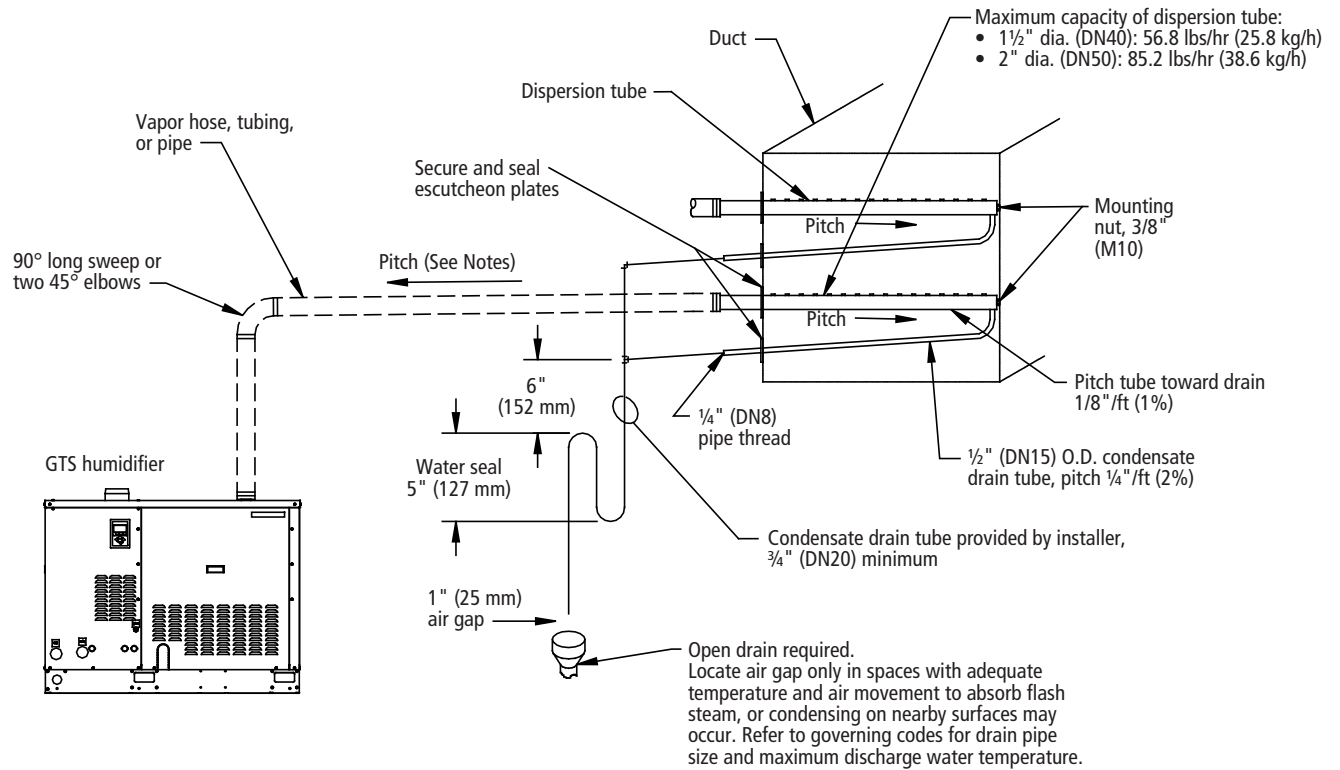 Maximum capacity of dispersion tube:
• 1½" dia. (DN40): 56.8 lbs/hr (25.8 kg/h)
• 2" dia. (DN50): 85.2 lbs/hr (38.6 kg/h)
Duct
Dispersion tube
Vapor hose, tubing,
or pipe
Secure and seal
escutcheon plates
Pitch
Mounting
nut, 3/8"
(M10)
90° long sweep or
two 45° elbows
Pitch (See Notes)
Pitch
6"
(152 mm)
Pitch tube toward drain
1/8"/ft (1%)
¼" (DN8)
pipe thread
½" (DN15) O.D. condensate
drain tube, pitch ¼"/ft (2%)
GTS humidifier
Water seal
5" (127 mm)
Condensate drain tube provided by installer,
¾" (DN20) minimum
1" (25 mm)
air gap
Open drain required.
Locate air gap only in spaces with adequate
temperature and air movement to absorb flash
steam, or condensing on nearby surfaces may
occur. Refer to governing codes for drain pipe
size and maximum discharge water temperature.